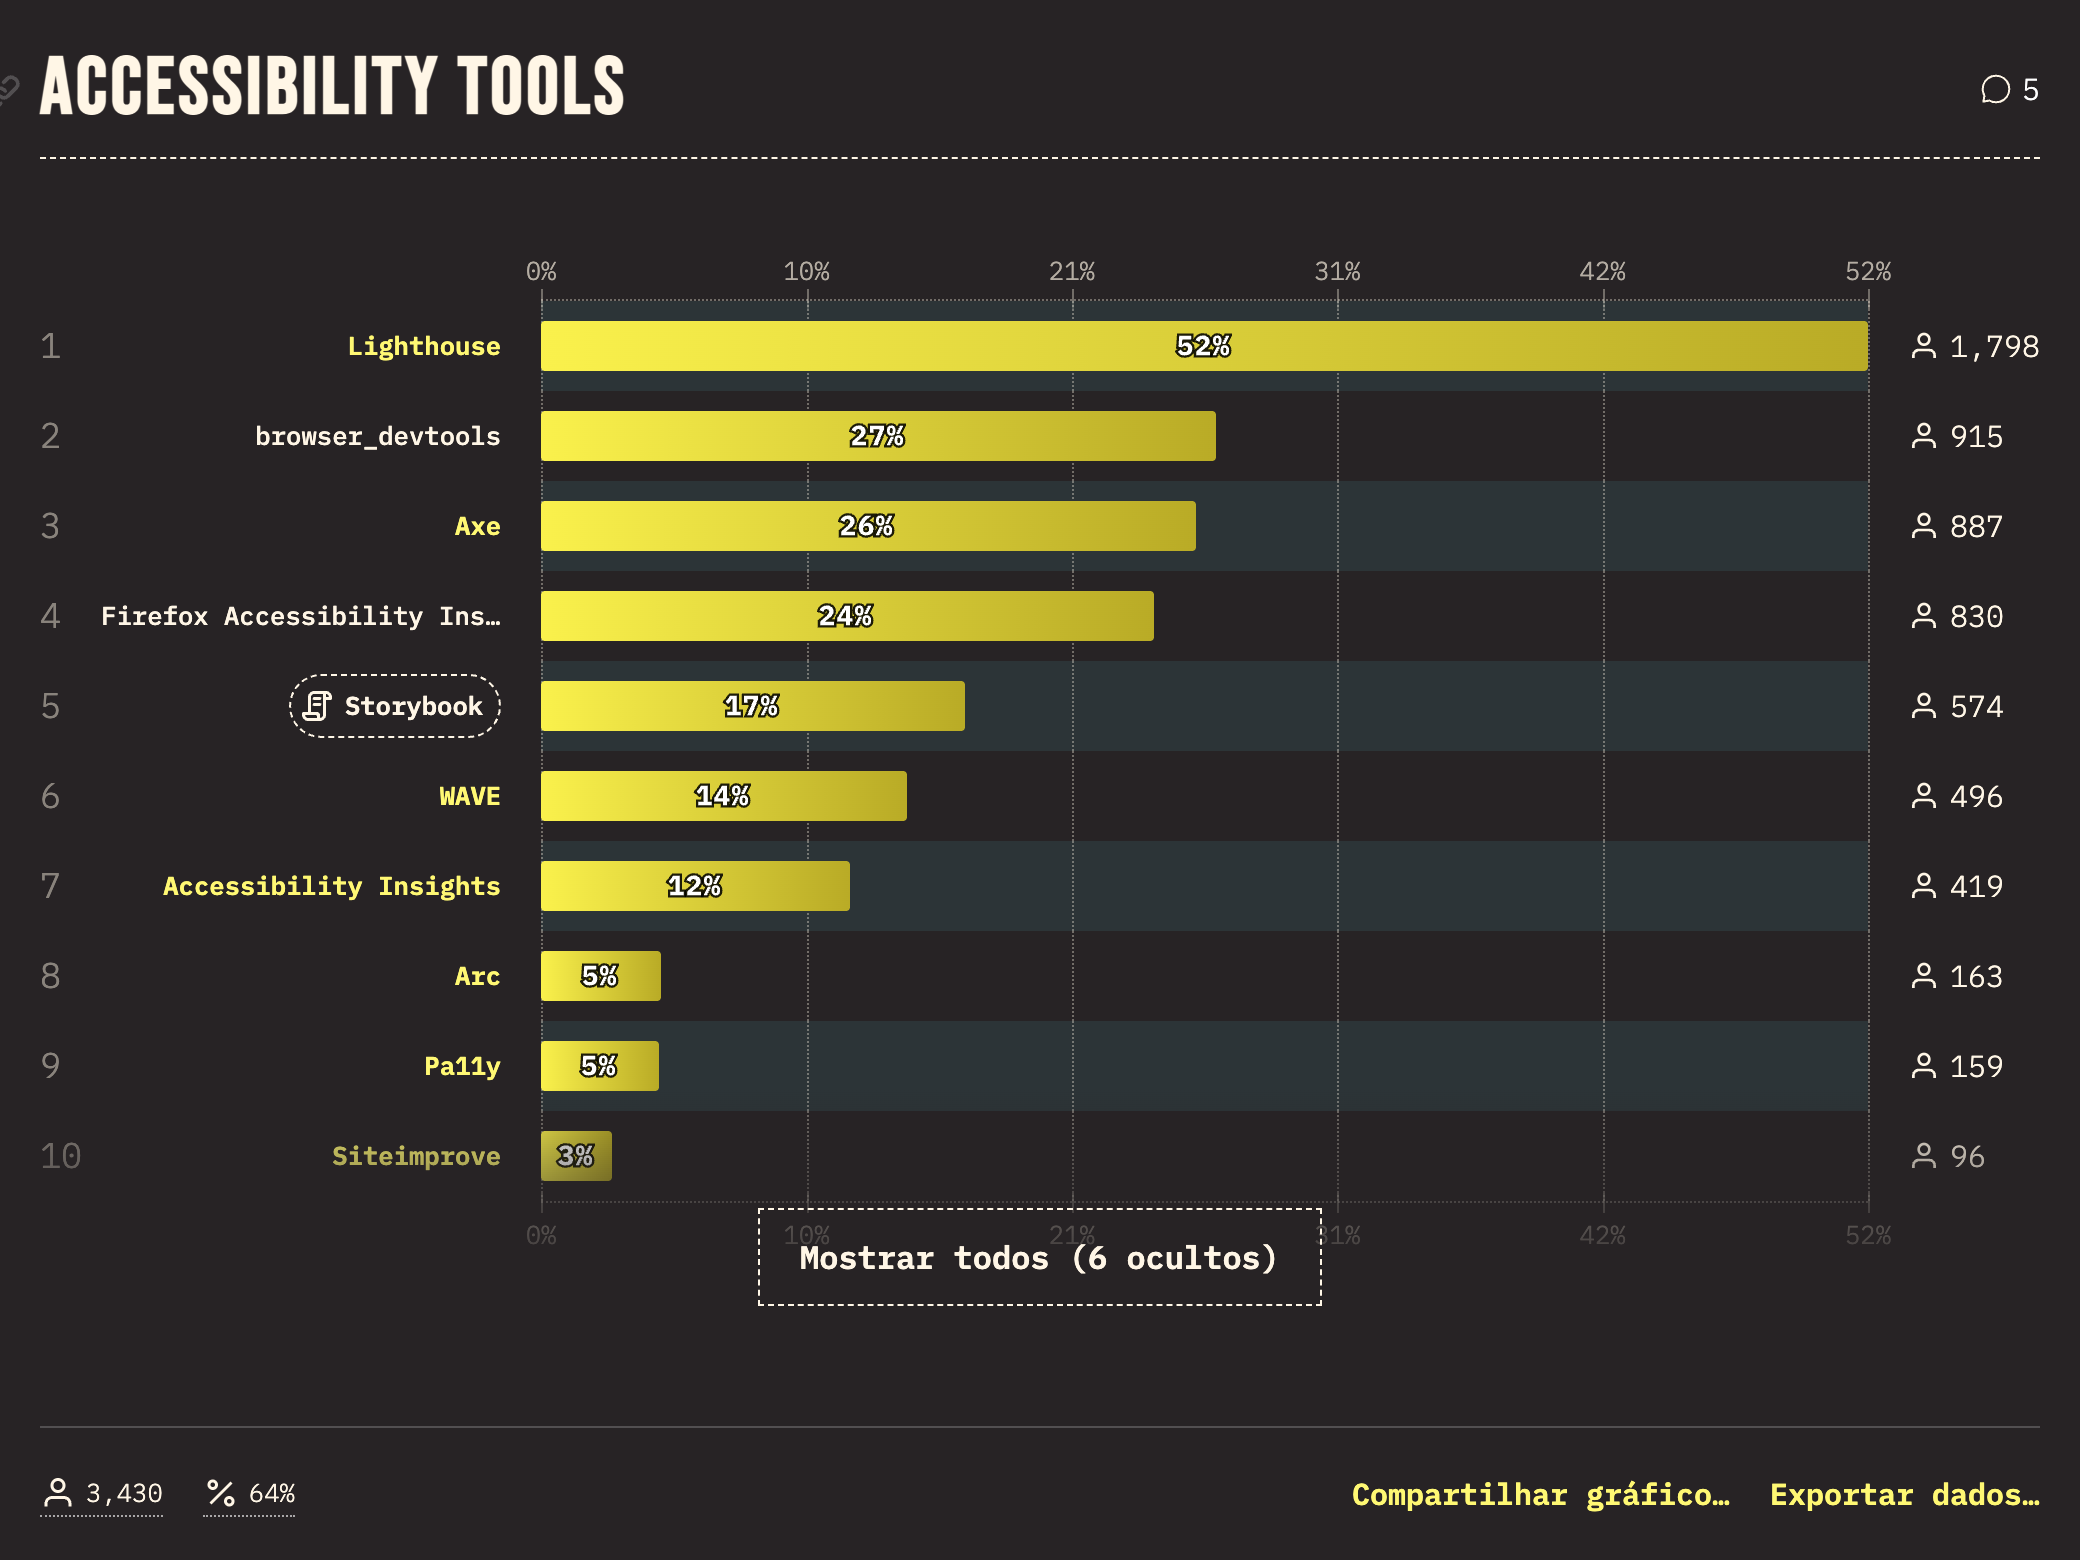 ACCESSIBILITY TOOLS
5
0% 10% 21% 31% 42% 52%
1 Lighthouse 52% 1,798
2 browser_devtools 27% 915
3 Axe 26% 887
4 Firefox Accessibility Ins… 24% 830
5 Storybook 17% 574
6 WAVE 14% 496
7 Accessibility Insights 12% 419
8 Arc 5% 163
9 Pa11y 5% 159
10 Siteimprove 3% 96
0% 10% 21% 31% 42% 52%
Mostrar todos (6 ocultos)
3,430 64% Compartilhar gráfico… Exportar dados…